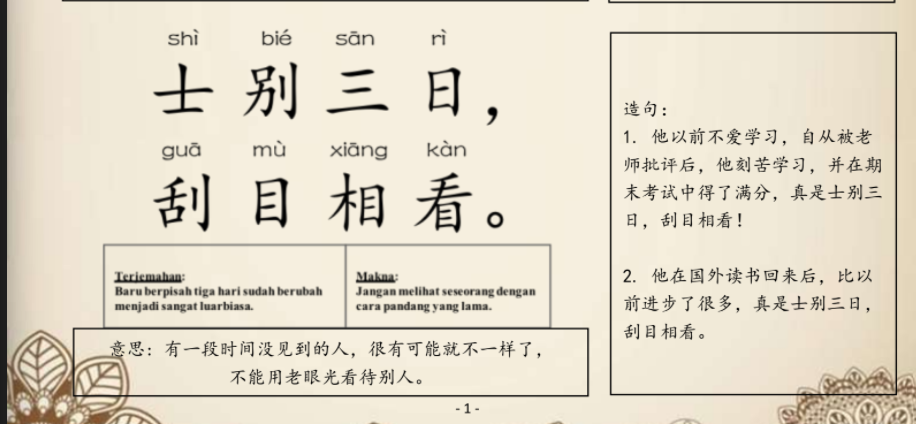 shì bié sān rì
士别三日，
guā mù xiāng kàn
刮目相看。
Terjemahan:
Baru berpisah tiga hari sudah berubah
menjadi sangat luarbiasa.
Makna:
Jangan melihat seseorang dengan
cara pandang yang lama.
意思：有一段时间没见到的人，很有可能就不一样了，
不能用老眼光看待别人。
造句：
1. 他以前不爱学习，自从被老
师批评后，他刻苦学习，并在期
末考试中得了满分，真是士别三
日，刮目相看！
2. 他在国外读书回来后，比以
前进步了很多，真是士别三日，
刮目相看。
- 1 -